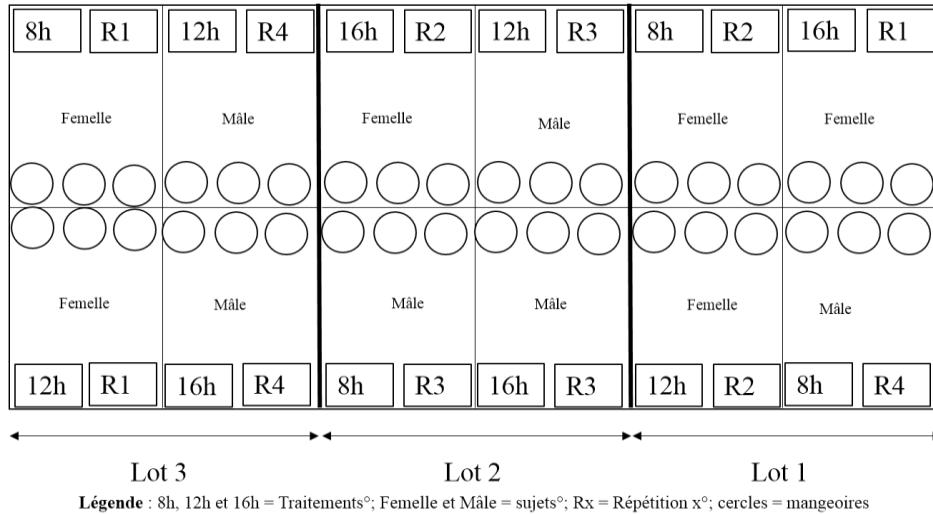 8h R1 12h R4 16h R2 12h R3 8h R2 16h R1
Femelle Mâle Femelle Mâle Femelle Femelle
Femelle Mâle Mâle Mâle Femelle Mâle
12h R1 16h R4 8h R3 16h R3 12h R2 8h R4
Lot 3 Lot 2 Lot 1
Légende : 8h, 12h et 16h = Traitements°; Femelle et Mâle = sujets°; Rx = Répétition x°; cercles = mangeoires